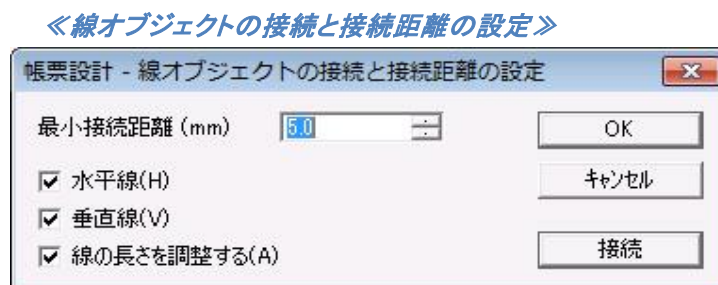 ≪線オブジェクトの接続と接続距離の設定≫
帳票設計 - 線オブジェクトの接続と接続距離の設定
最小接続距離 (mm) 5.0 OK
水平線(H) キャンセル
垂直線(V)
線の長さを調整する(A) 接続